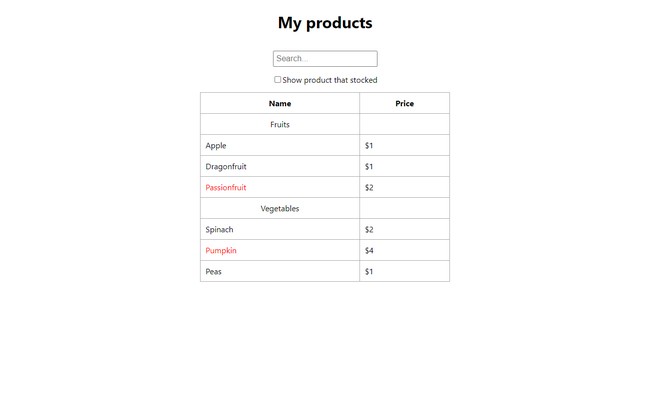 My products
Search...
Show product that stocked
Name Price
Fruits
Apple $1
Dragonfruit $1
Passionfruit $2
Vegetables
Spinach $2
Pumpkin $4
Peas $1